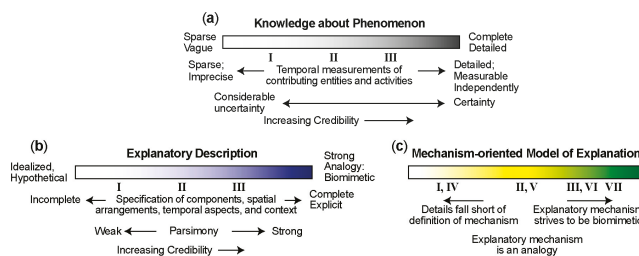 (a)
Knowledge about Phenomenon
Sparse
Vague
Complete
Detailed
I II III
Sparse;
Imprecise
Temporal measurements of
contributing entities and activities
Detailed;
Measurable
Independently
Considerable
uncertainty
Certainty
Increasing Credibility
(b)
Explanatory Description
Idealized,
Hypothetical
Strong
Analogy:
Biomimetic
I II III
Incomplete
Specification of components, spatial
arrangements, temporal aspects, and context
Complete
Explicit
Weak Parsimony Strong
Increasing Credibility
(c)
Mechanism-oriented Model of Explanation
I, IV II, V III, VI VII
Details fall short of
definition of mechanism
Explanatory mechanism
strives to be biomimeti
Explanatory mechanism
is an analogy